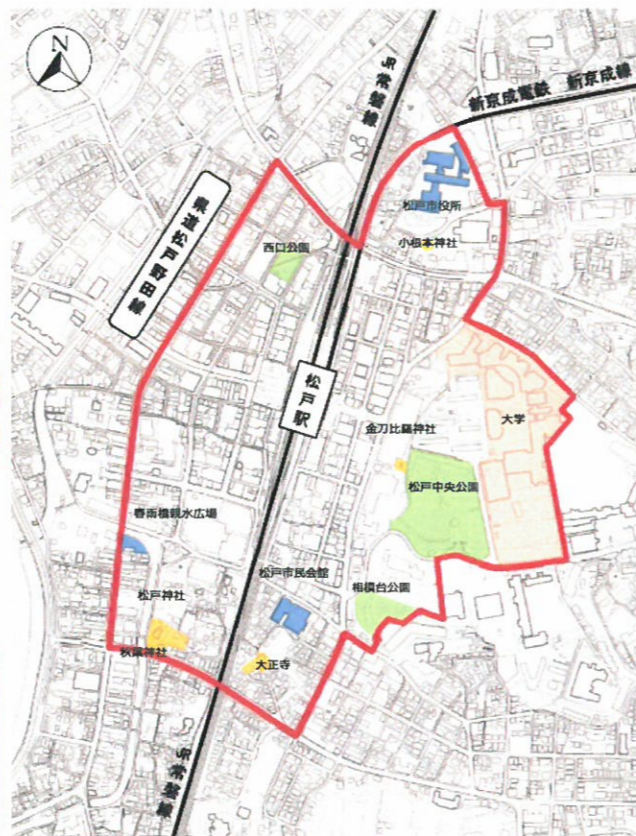 N
JR常磐線
新京成電鉄 新京成線
松戸市役所
小根本神社
県道松戸野田線
西口公園
松戸駅
大学
金刀比羅神社
松戸中央公園
春雨橋親水広場
松戸市民会館
相模台公園
松戸神社
秋葉神社
大正寺
JR常磐線